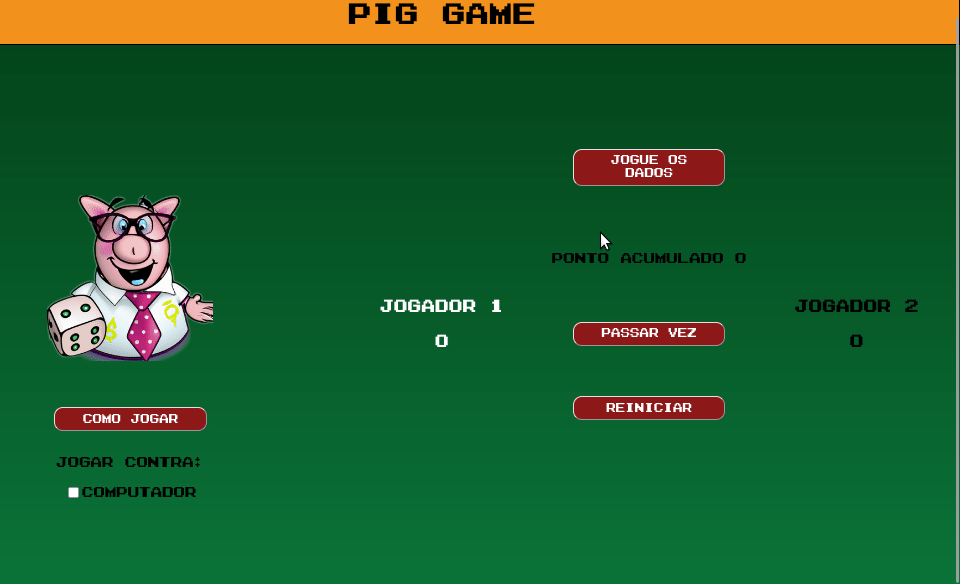 PIG GAME
JOGUE OS
DADOS
PONTO ACUMULADO 0
JOGADOR 1
0
JOGADOR 2
0
PASSAR VEZ
REINICIAR
COMO JOGAR
JOGAR CONTRA:
COMPUTADOR